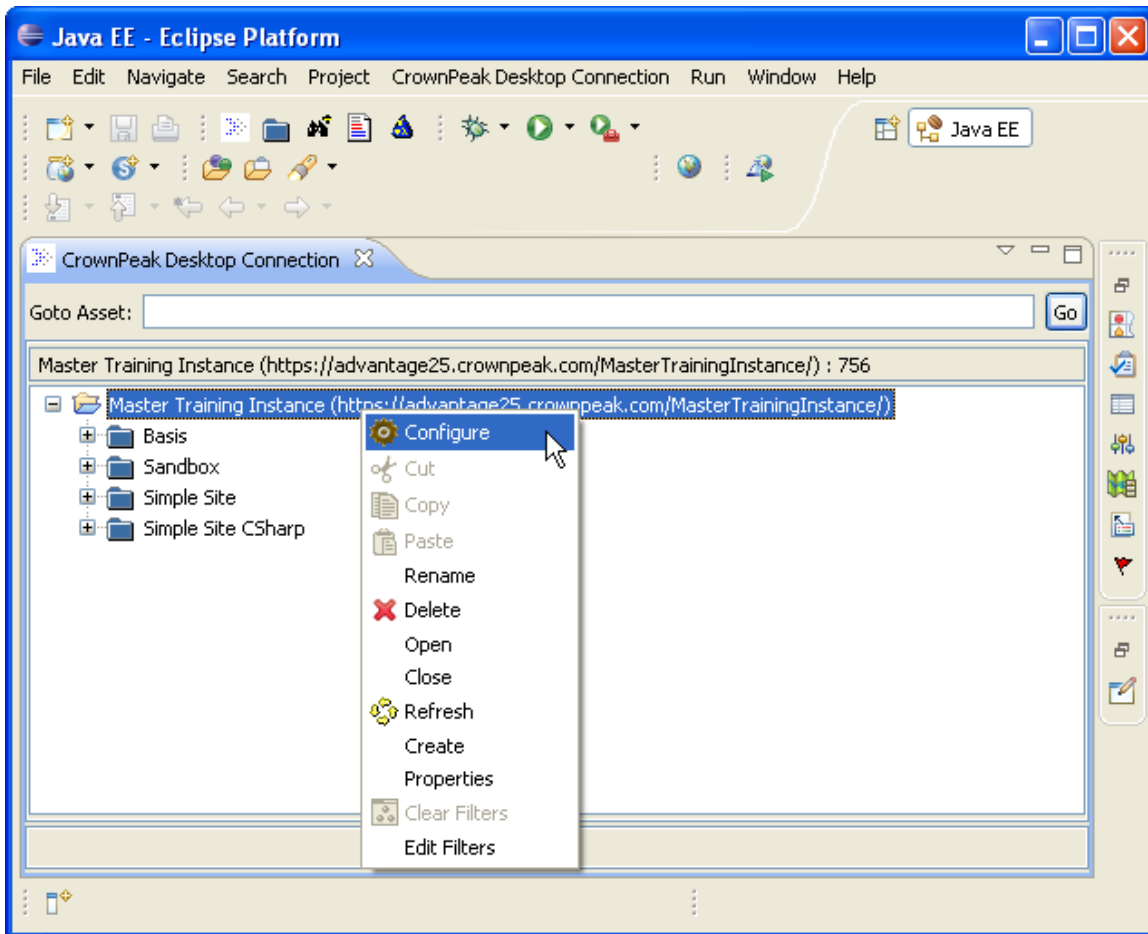 Java EE - Eclipse Platform
File Edit Navigate Search Project CrownPeak Desktop Connection Run Window Help
Java EE
CrownPeak Desktop Connection
Goto Asset: Go
Master Training Instance (https://advantage25.crownpeak.com/MasterTrainingInstance/) : 756
Master Training Instance (https://advantage25.crownpeak.com/MasterTrainingInstance/)
Basis
Sandbox
Simple Site
Simple Site CSharp
Configure
Cut
Copy
Paste
Rename
Delete
Open
Close
Refresh
Create
Properties
Clear Filters
Edit Filters